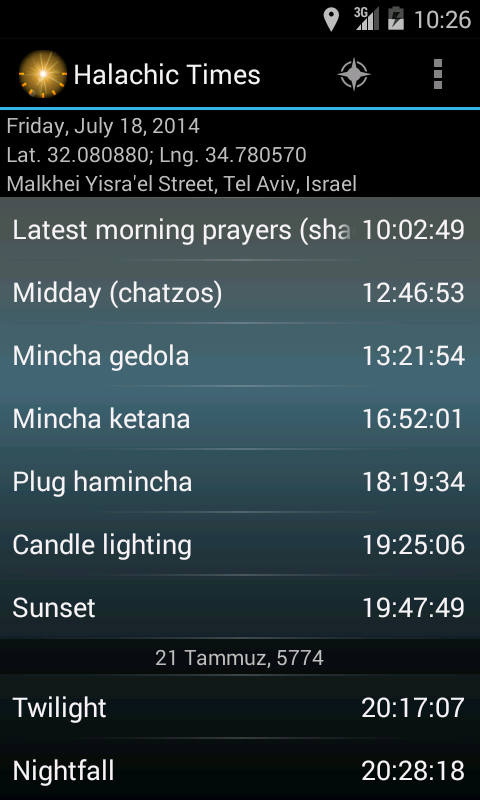 3G 10:26
Halachic Times
Friday, July 18, 2014
Lat. 32.080880; Lng. 34.780570
Malkhei Yisra'el Street, Tel Aviv, Israel
Latest morning prayers (sha 10:02:49
Midday (chatzos) 12:46:53
Mincha gedola 13:21:54
Mincha ketana 16:52:01
Plug hamincha 18:19:34
Candle lighting 19:25:06
Sunset 19:47:49
21 Tammuz, 5774
Twilight 20:17:07
Nightfall 20:28:18